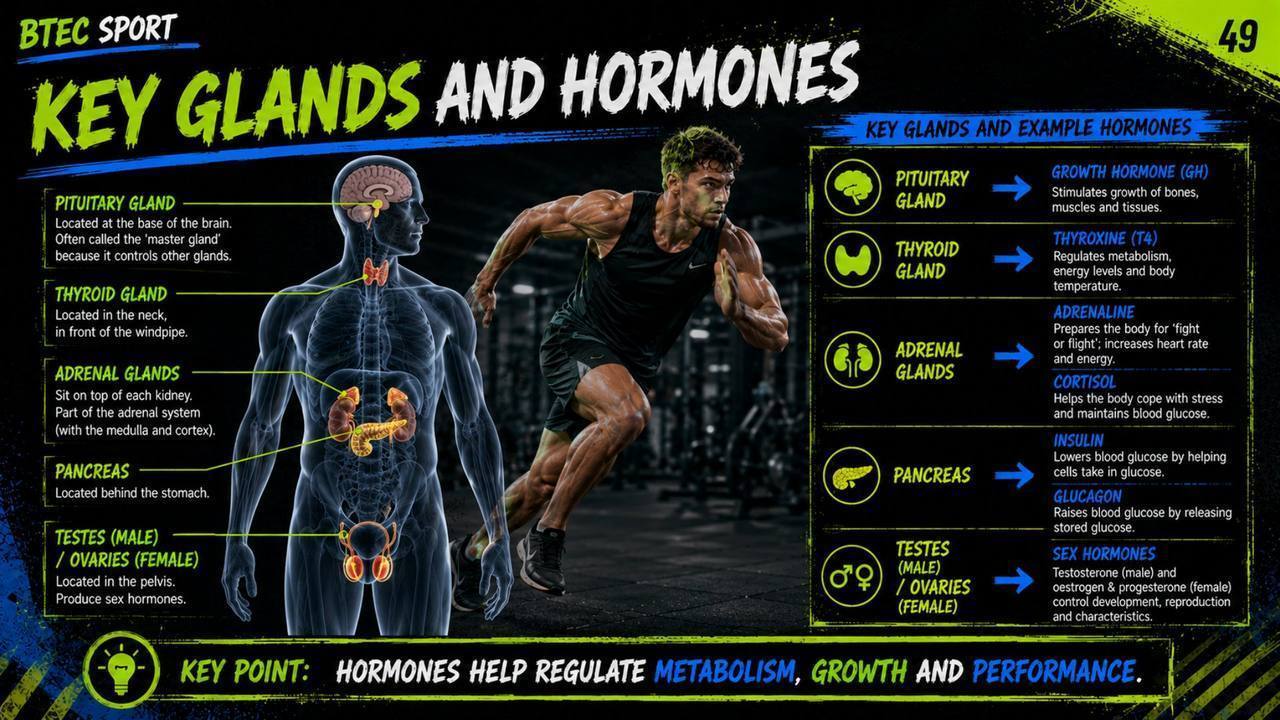 BTEC SPORT
49
KEY GLANDS AND HORMONES
PITUITARY GLAND
Located at the base of the brain.
Often called the 'master gland'
because it controls other glands.
THYROID GLAND
Located in the neck,
in front of the windpipe.
ADRENAL GLANDS
Sit on top of each kidney.
Part of the adrenal system
(with the medulla and cortex).
PANCREAS
Located behind the stomach.
TESTES (MALE)
/ OVARIES (FEMALE)
Located in the pelvis.
Produce sex hormones.
KEY GLANDS AND EXAMPLE HORMONES
PITUITARY
GLAND
GROWTH HORMONE (GH)
Stimulates growth of bones,
muscles and tissues.
THYROID
GLAND
THYROXINE (T4)
Regulates metabolism,
energy levels and body
temperature.
ADRENAL
GLANDS
ADRENALINE
Prepares the body for 'fight
or flight'; increases heart rate
and energy.
CORTISOL
Helps the body cope with stress
and maintains blood glucose.
PANCREAS
INSULIN
Lowers blood glucose by helping
cells take in glucose.
GLUCAGON
Raises blood glucose by releasing
stored glucose.
TESTES
(MALE)
/ OVARIES
(FEMALE)
SEX HORMONES
Testosterone (male) and
oestrogen & progesterone (female)
control development, reproduction
and characteristics.
KEY POINT: HORMONES HELP REGULATE METABOLISM, GROWTH AND PERFORMANCE.